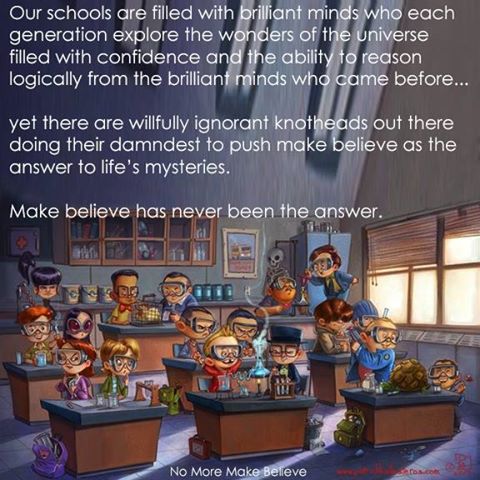 Our schools are filled with brilliant minds who each
generation explore the wonders of the universe
filled with confidence and the ability to reason
logically from the brilliant minds who came before...
yet there are willfully ignorant knotheads out there
doing their damndest to push make believe as the
answer to life's mysteries.
Make believe has never been the answer.
No More Make Believe